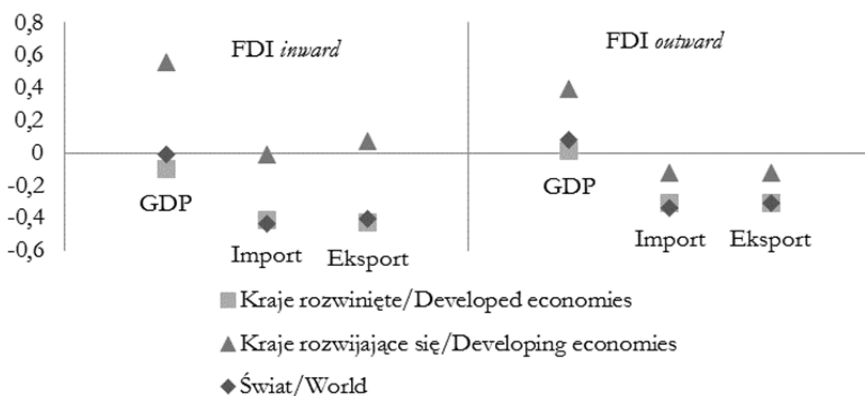 0,8
0,6
0,4
0,2
0
-0,2
-0,4
-0,6
FDI inward
FDI outward
GDP
Import
Eksport
GDP
Import
Eksport
Kraje rozwinięte/Developed economies
Kraje rozwijające się/Developing economies
Świat/World